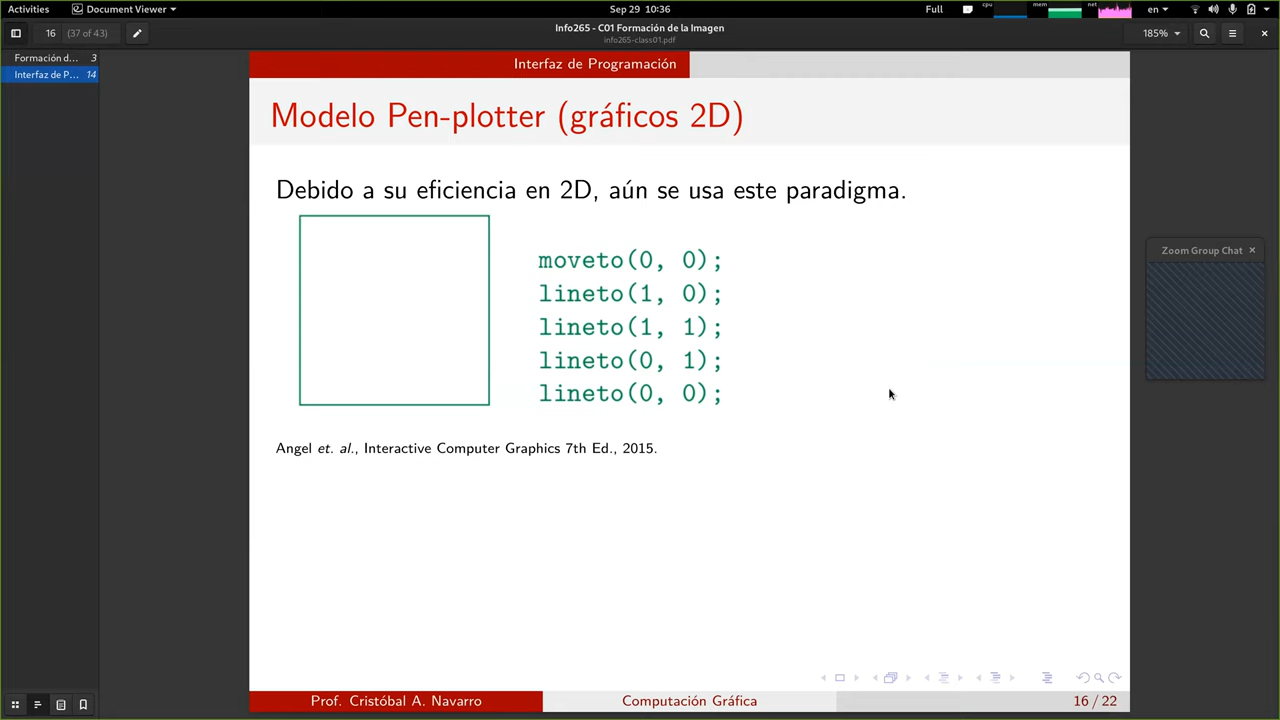 Activities
Document Viewer
Sep 29 10:36
Full
cpu
mem
net
en
16
(37 of 43)
Info265 - C01 Formación de la Imagen
info265-class01.pdf
185%
Formación d... 3
Interfaz de P... 14
Interfaz de Programación
Modelo Pen-plotter (gráficos 2D)
Debido a su eficiencia en 2D, aún se usa este paradigma.
moveto(0, 0);
lineto(1, 0);
lineto(1, 1);
lineto(0, 1);
lineto(0, 0);
Angel et. al., Interactive Computer Graphics 7th Ed., 2015.
Zoom Group Chat
Prof. Cristóbal A. Navarro
Computación Gráfica
16 / 22